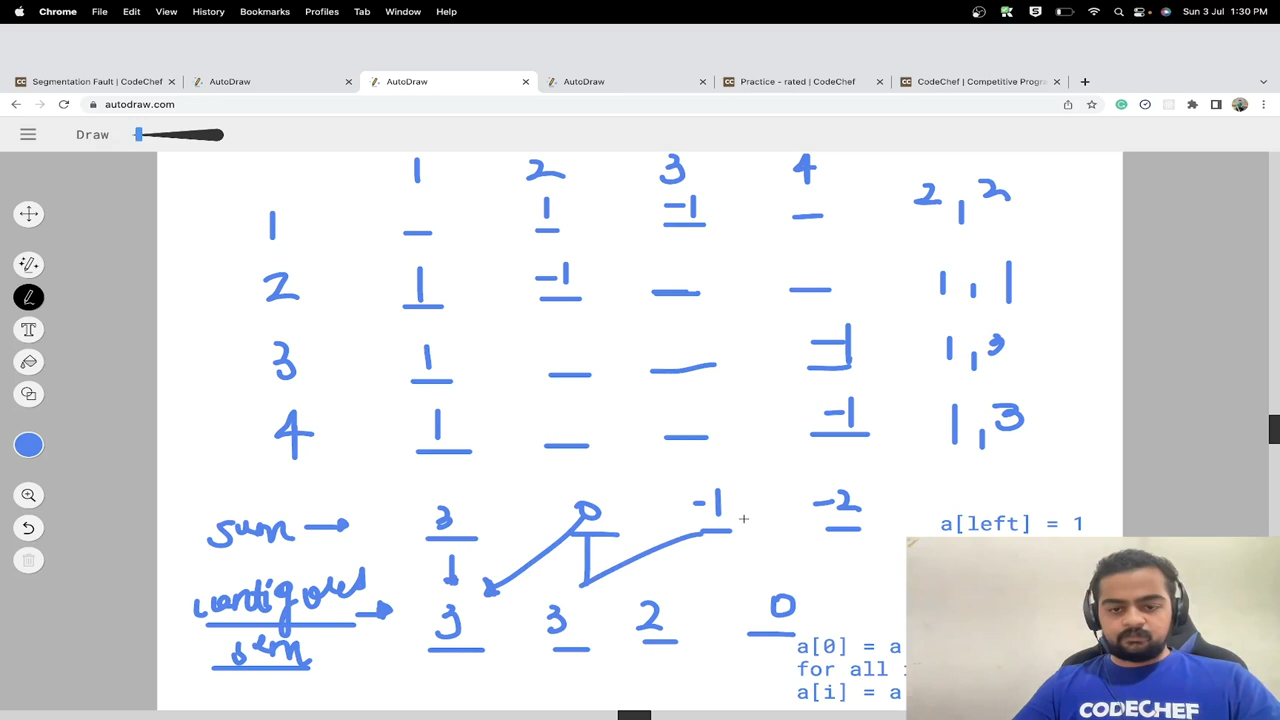 Chrome File Edit View History Bookmarks Profiles Tab Window Help Sun 3 Jul 1:30 PM
Segmentation Fault | CodeChef AutoDraw AutoDraw AutoDraw Practice - rated | CodeChef CodeChef | Competitive Progra
autodraw.com
Draw
1 2 3 4
1 _ 1 -1 _ 2,2
2 1 -1 _ _ 1,1
3 1 _ _ -1 1,3
4 1 _ _ -1 1,3
sum → 3 0 -1 -2
a[left] = 1
→ 3 3 2 0
sum
a[0] = a
for all i
a[i] = a
CODECHEF